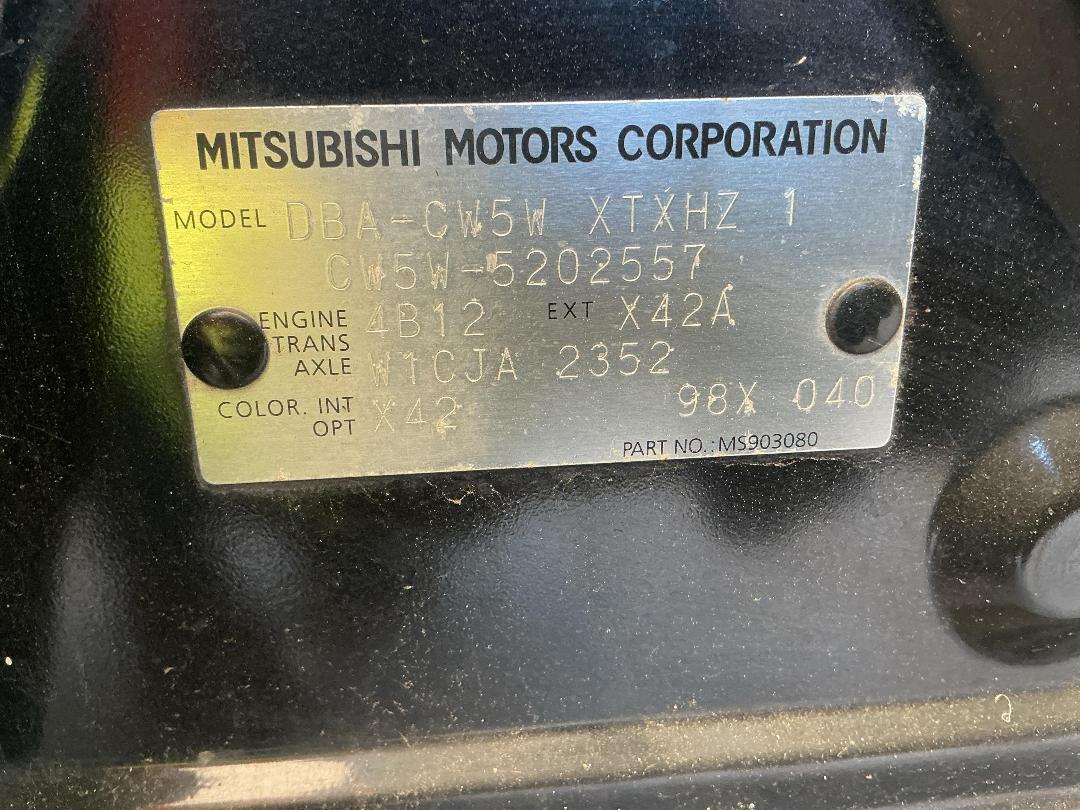 MITSUBISHI MOTORS CORPORATION
MODEL DBA-CW5W XTXHZ 1
CW5W-5202557
ENGINE 4B12 EXT X42A
TRANS
AXLE W1CJA 2352
COLOR. INT X42 98X 040
OPT
PART NO.: MS903080
2